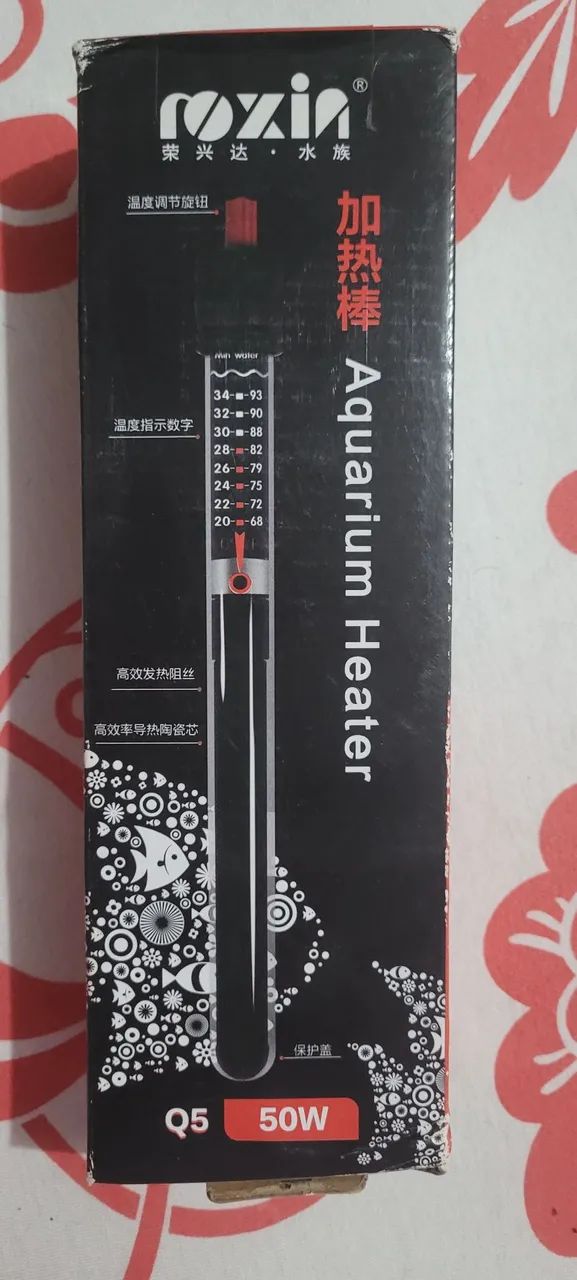 roxin®
荣兴达·水族
温度调节旋钮
加热棒 Aquarium Heater
Min water
34 93
32 90
30 88
温度指示数字
28 82
26 79
24 75
22 72
20 68
高效发热阻丝
高效率导热陶瓷芯
保护盖
Q5 50W